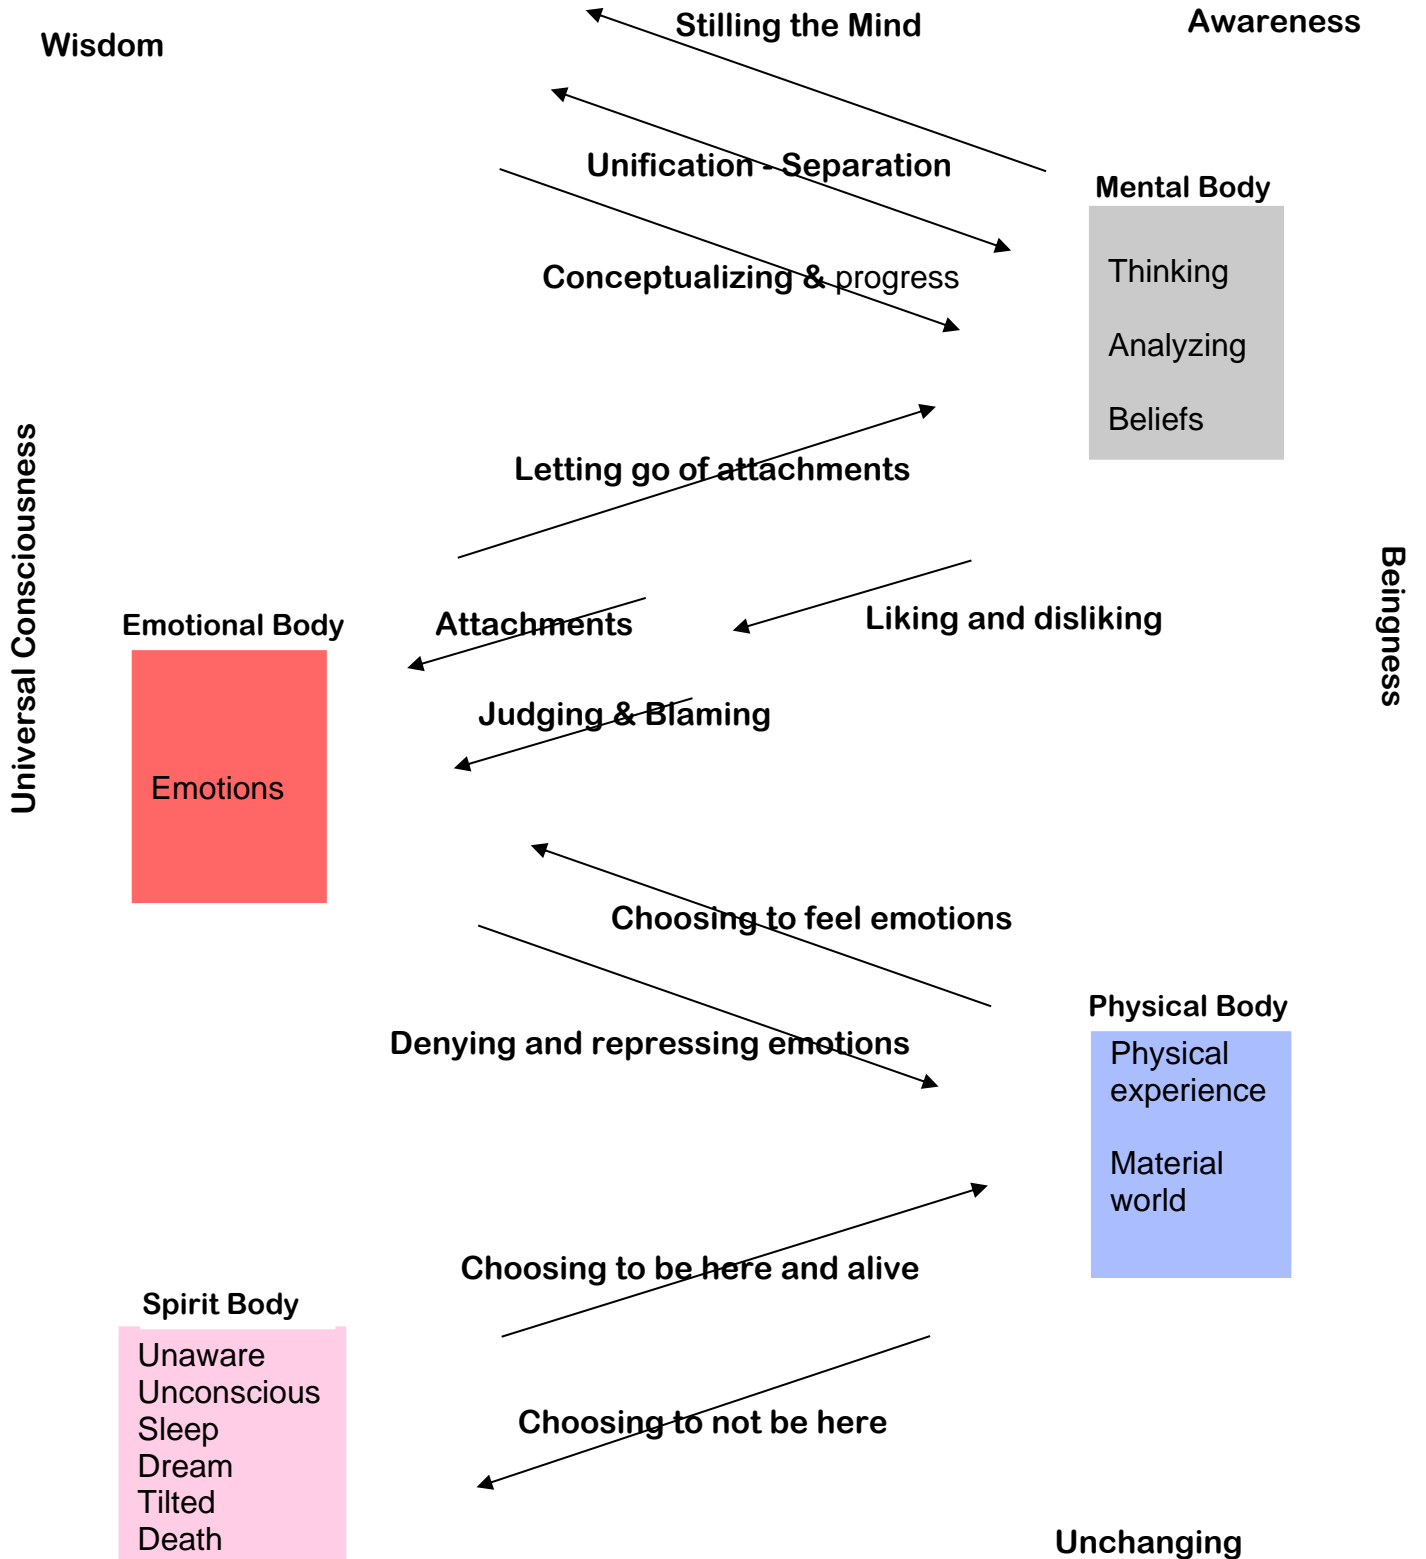 Wisdom
Stilling the Mind
Awareness
Unification - Separation
Mental Body
Conceptualizing & progress
Thinking
Analyzing
Beliefs
Letting go of attachments
Universal Consciousness
Beingness
Emotional Body
Attachments
Liking and disliking
Judging & Blaming
Emotions
Choosing to feel emotions
Physical Body
Denying and repressing emotions
Physical
experience
Material
world
Choosing to be here and alive
Spirit Body
Unaware
Unconscious
Sleep
Dream
Tilted
Death
Choosing to not be here
Unchanging